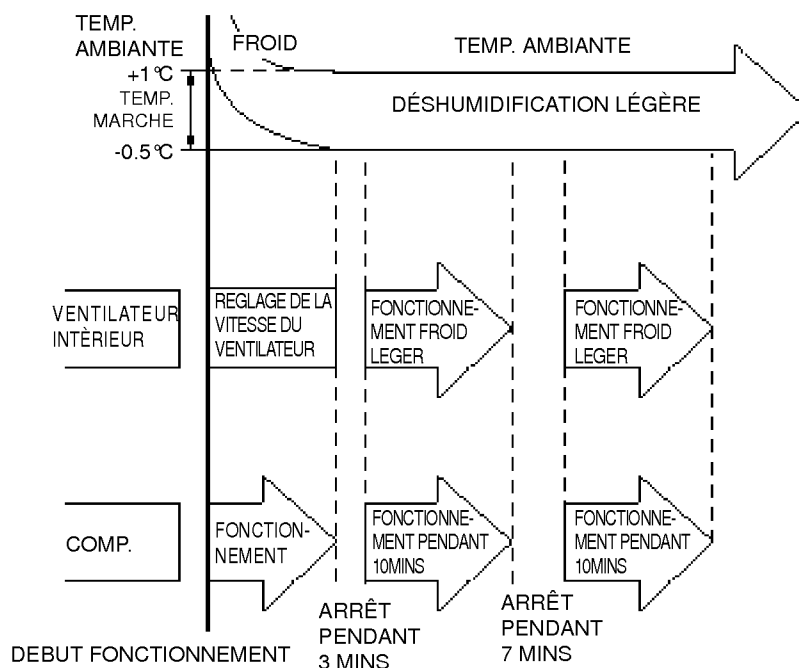 TEMP.
AMBIANTE
FROID
TEMP. AMBIANTE
+1°C
TEMP.
MARCHE
DÉSHUMIDIFICATION LÉGÈRE
-0.5°C
VENTILATEUR
INTÈRIEUR
REGLAGE DE LA
VITESSE DU
VENTILATEUR
FONCTIONNE-
MENT FROID
LEGER
FONCTIONNE-
MENT FROID
LEGER
COMP.
FONCTION-
NEMENT
FONCTIONNE-
MENT PENDANT
10MINS
FONCTIONNE-
MENT PENDANT
10MINS
DEBUT FONCTIONNEMENT
ARRÊT
PENDANT
3 MINS
ARRÊT
PENDANT
7 MINS